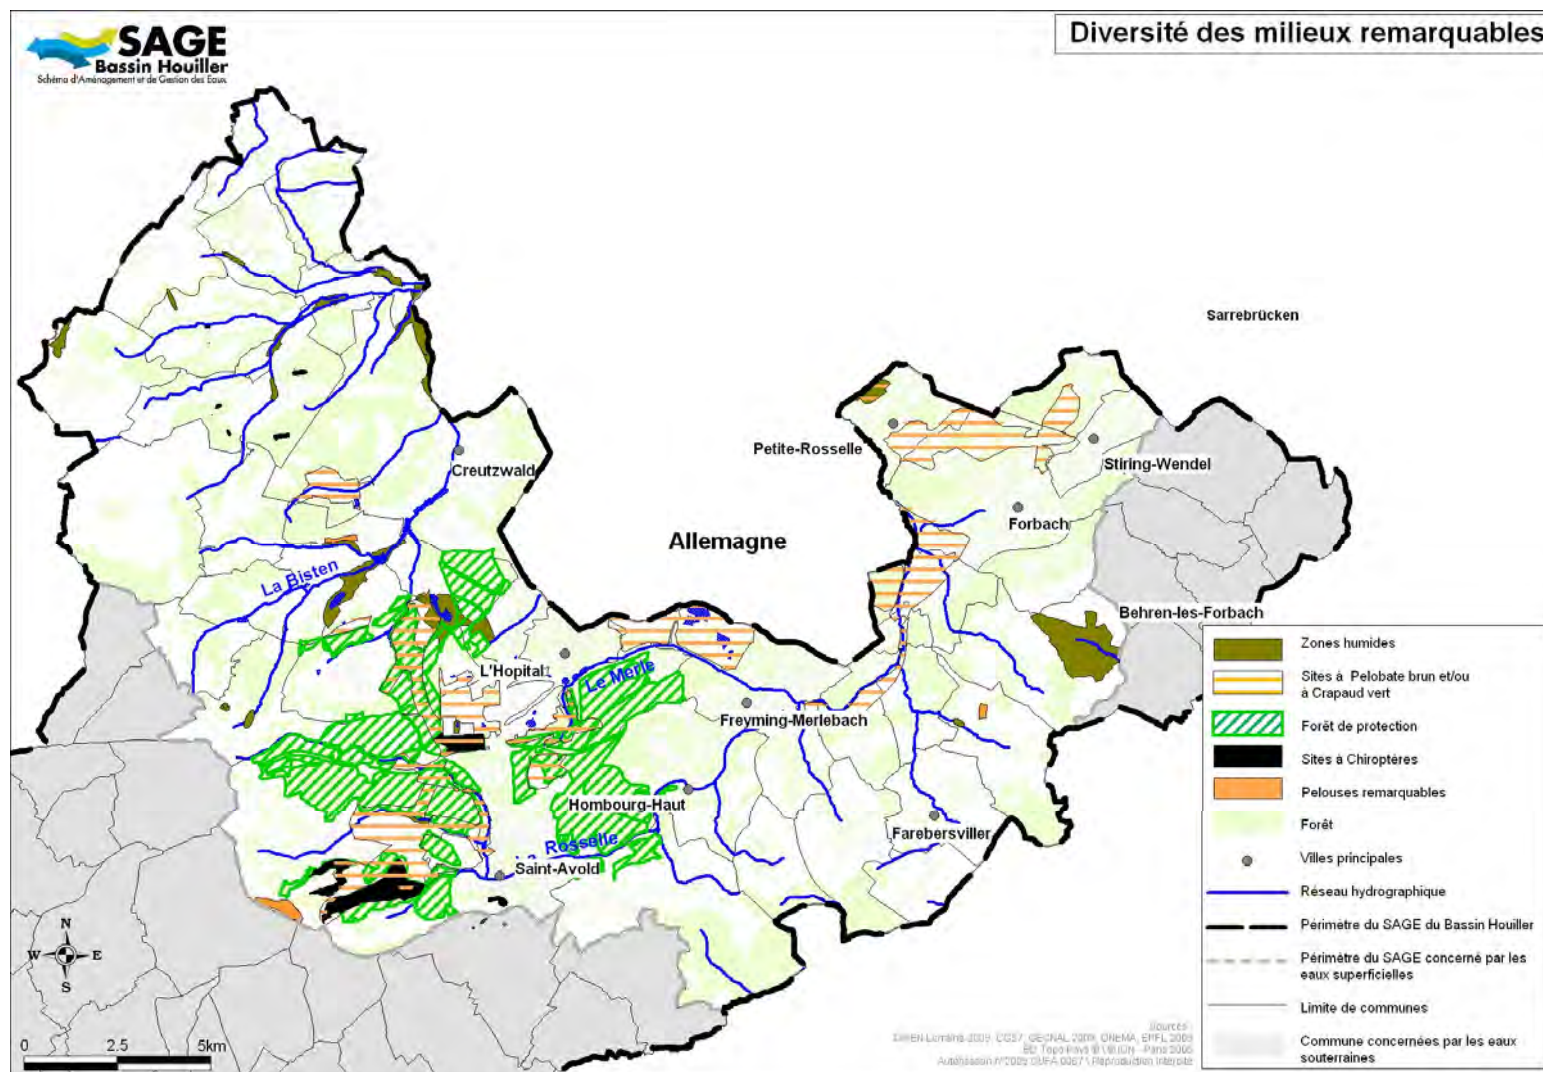 SAGE
Bassin Houiller
Schéma d'Aménagement et de Gestion des Eaux
Diversité des milieux remarquables
Sarrebrücken
Petite-Rosselle
Stiring-Wendel
Creutzwald
Forbach
Allemagne
La Bisten
Behren-les-Forbach
L'Hopital
Le Merle
Freyming-Merlebach
Hombourg-Haut
Farebersviller
Rosselle
Saint-Avold
Zones humides
Sites à Pelobate brun et/ou
à Crapaud vert
Forêt de protection
Sites à Chiroptères
Pelouses remarquables
Forêt
Villes principales
Réseau hydrographique
Périmètre du SAGE du Bassin Houiller
Périmètre du SAGE concerné par les
eaux superficielles
Limite de communes
Commune concernées par les eaux
souterraines
N
W E
S
0 2.5 5km
Sources :